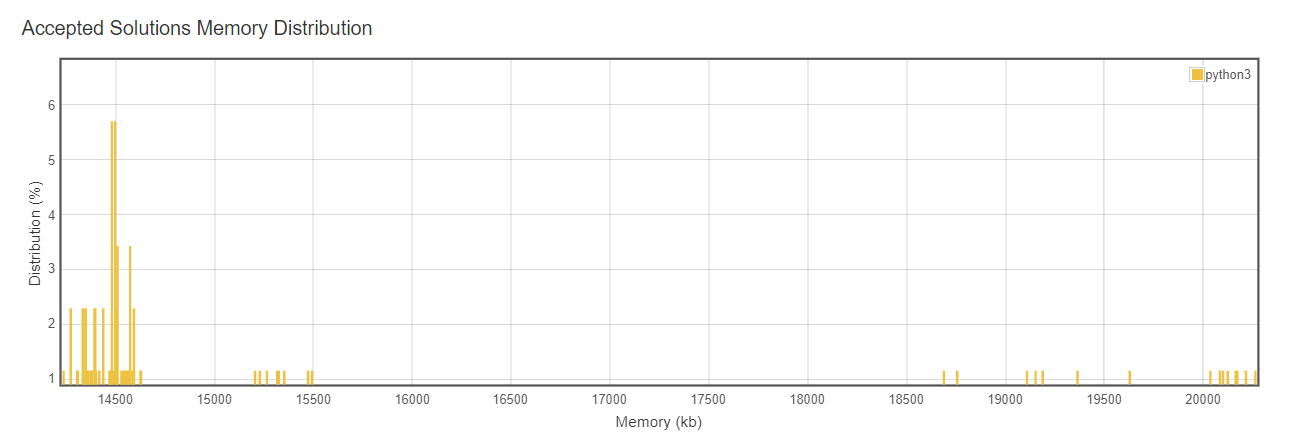 Accepted Solutions Memory Distribution
python3
Distribution (%)
6
5
4
3
2
1
14500 15000 15500 16000 16500 17000 17500 18000 18500 19000 19500 20000
Memory (kb)